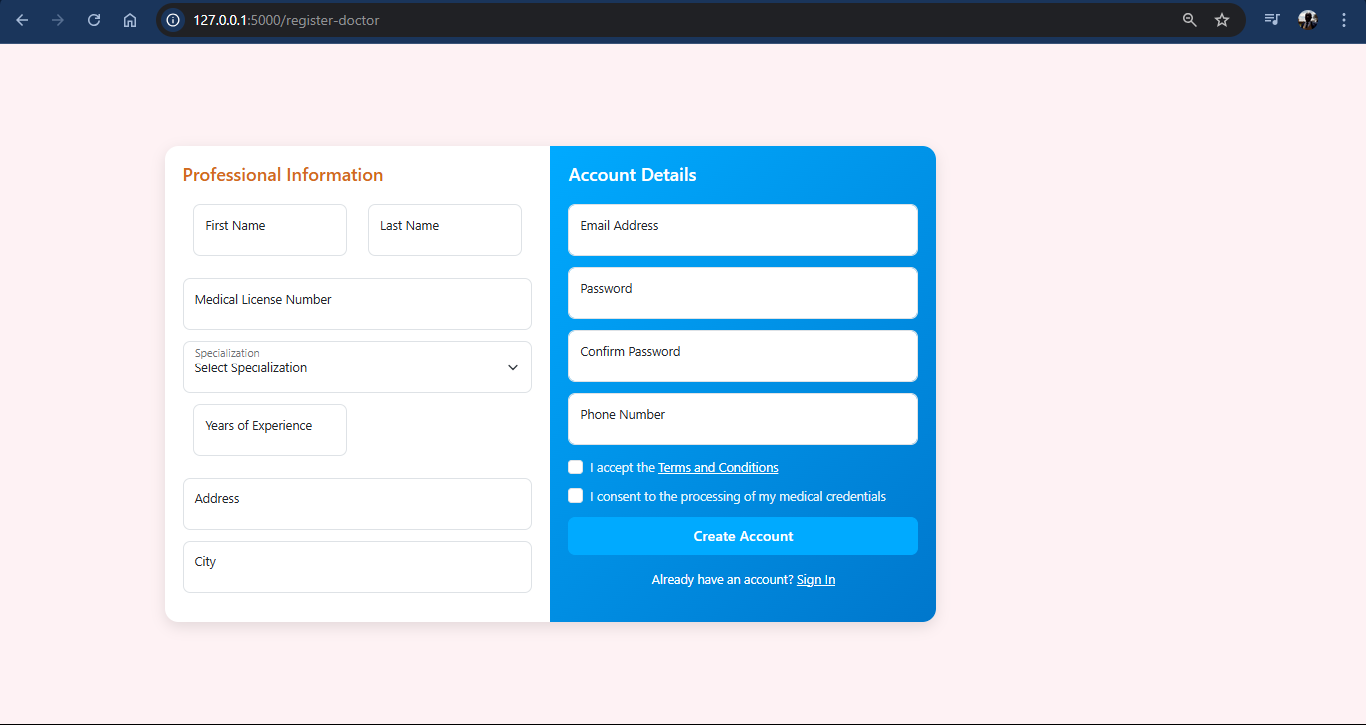 127.0.0.1:5000/register-doctor
Professional Information
First Name
Last Name
Medical License Number
Specialization
Select Specialization
Years of Experience
Address
City
Account Details
Email Address
Password
Confirm Password
Phone Number
I accept the Terms and Conditions
I consent to the processing of my medical credentials
Create Account
Already have an account? Sign In